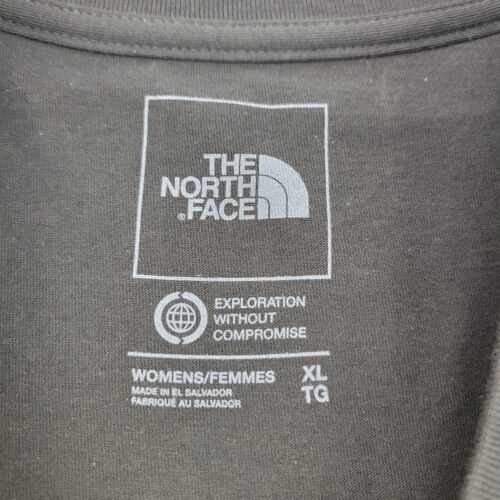 THE
NORTH
®FACE
EXPLORATION
WITHOUT
COMPROMISE
WOMENS/FEMMES XL
MADE IN EL SALVADOR TG
FABRIQUÉ AU SALVADOR